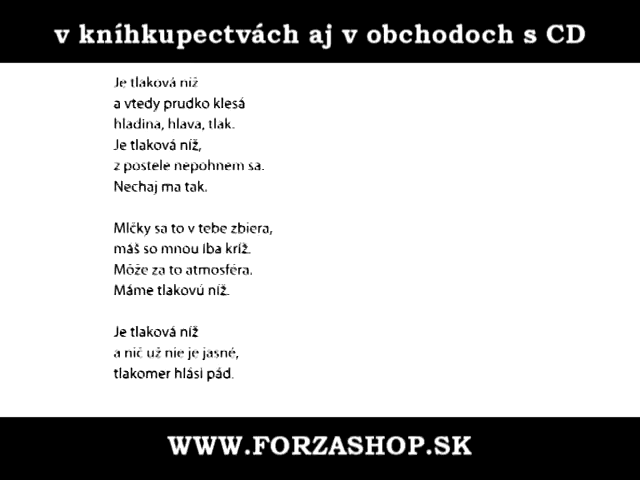 v kníhkupectvách aj v obchodoch s CD
Je tlaková níž
a vtedy prudko klesá
hladina, hlava, tlak.
Je tlaková níž,
z postele nepohnem sa.
Nechaj ma tak.
Mlčky sa to v tebe zbiera,
máš so mnou iba kríž.
Môže za to atmosféra.
Máme tlakovú níž.
Je tlaková níž
a nič už nie je jasné,
tlakomer hlási pád.
WWW.FORZASHOP.SK